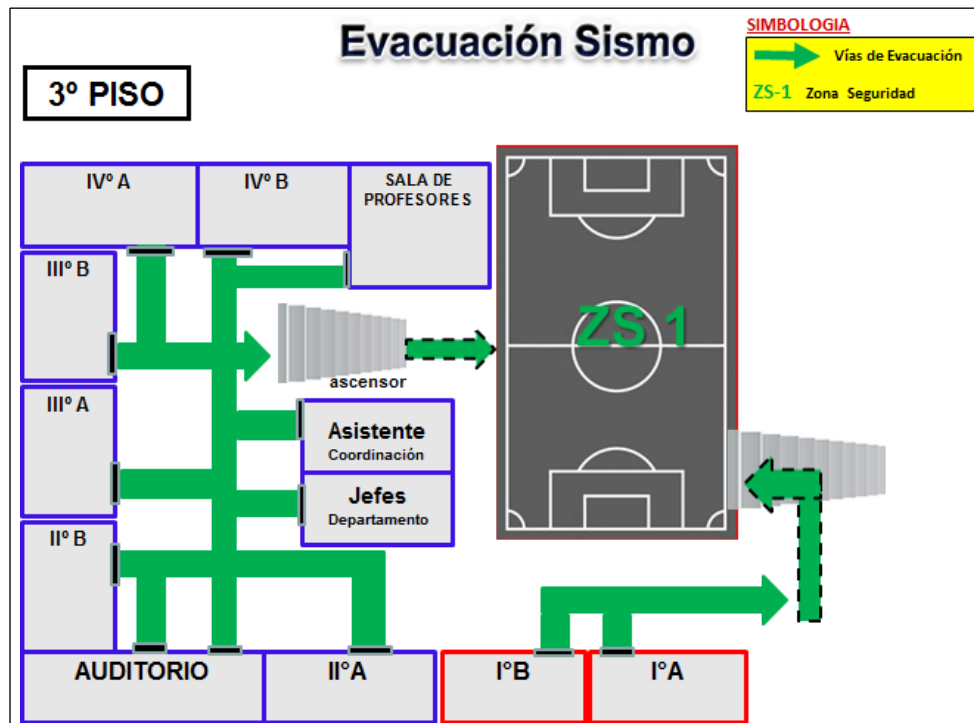 Evacuación Sismo
SIMBOLOGIA
Vías de Evacuación
ZS-1 Zona Seguridad
3º PISO
IVº A
IVº B
SALA DE
PROFESORES
IIIº B
ZS 1
ascensor
IIIº A
Asistente
Coordinación
Jefes
Departamento
IIº B
AUDITORIO
II°A
I°B
I°A